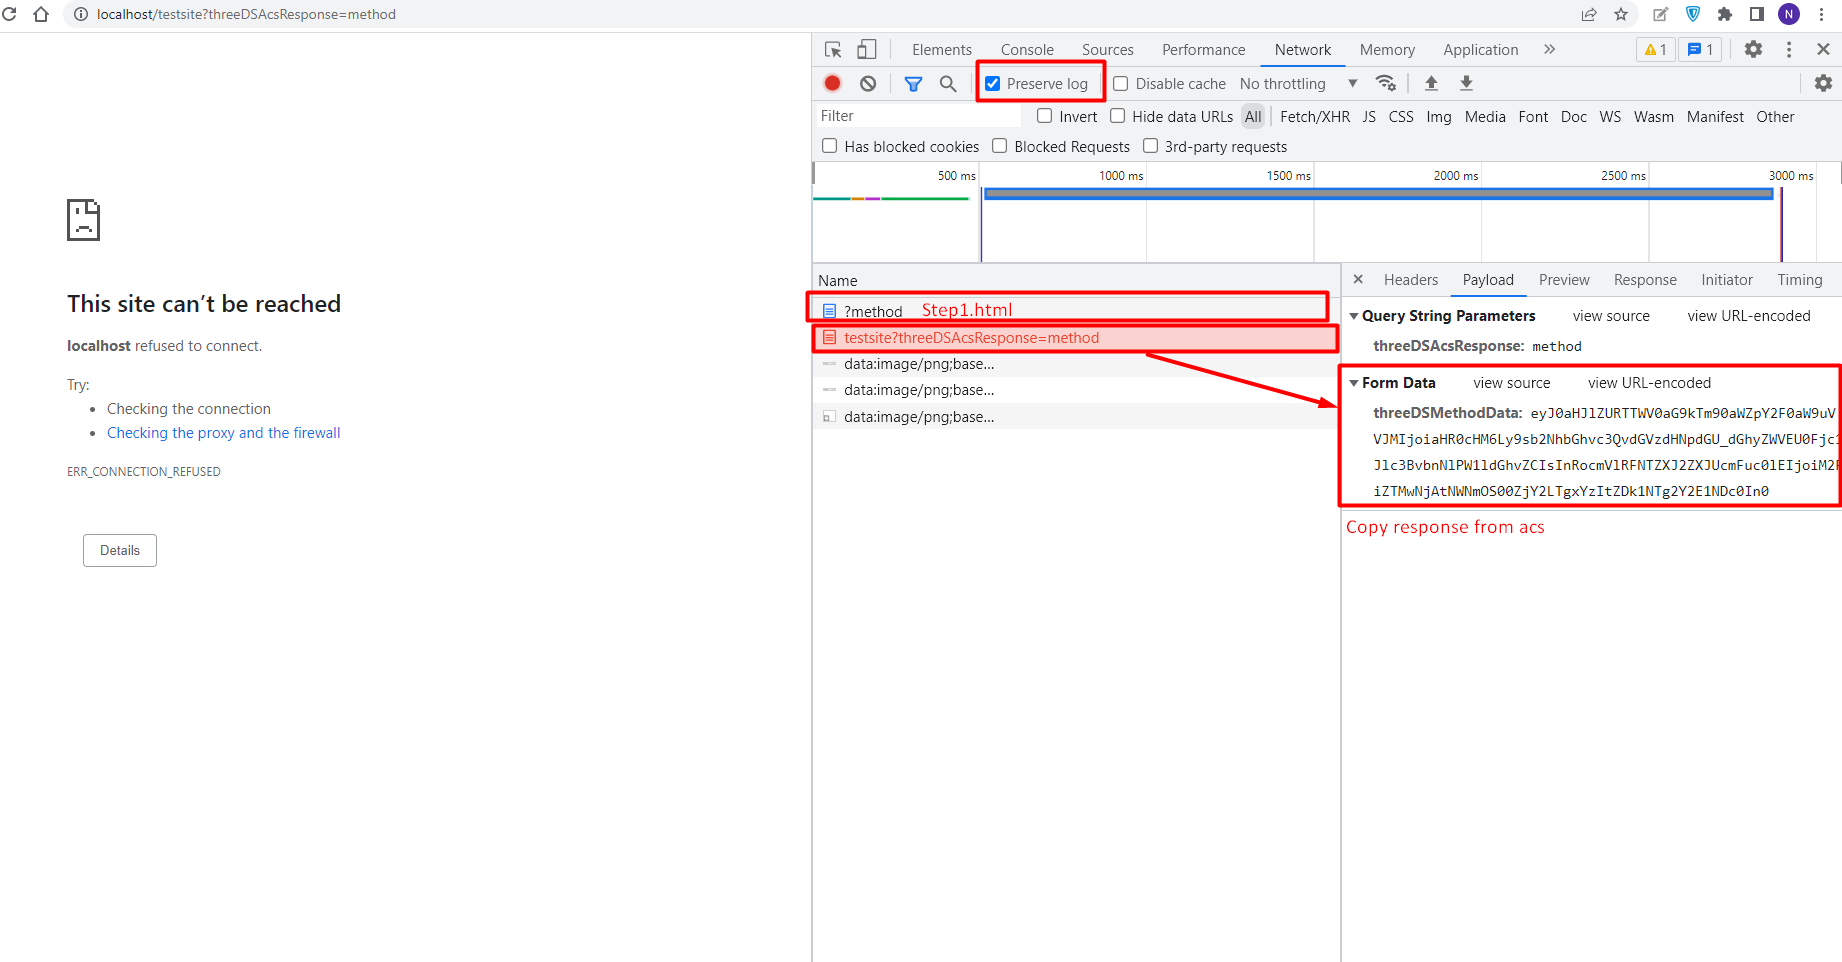 localhost/testsite?threeDSAcsResponse=method
N
Elements Console Sources Performance Network Memory Application » 1 1
Preserve log Disable cache No throttling
Filter Invert Hide data URLs All Fetch/XHR JS CSS Img Media Font Doc WS Wasm Manifest Other
Has blocked cookies Blocked Requests 3rd-party requests
500 ms 1000 ms 1500 ms 2000 ms 2500 ms 3000 ms
This site can’t be reached
localhost refused to connect.
Try:
• Checking the connection
• Checking the proxy and the firewall
ERR_CONNECTION_REFUSED
Details
Name
?method Step1.html
testsite?threeDSAcsResponse=method
data:image/png;base...
data:image/png;base...
data:image/png;base...
Headers Payload Preview Response Initiator Timing
Query String Parameters view source view URL-encoded
threeDSAcsResponse: method
Form Data view source view URL-encoded
threeDSMethodData: eyJ0aHJlZURTTWV0aG9kTm90aWZpY2F0aW9uV
VJMIjoiaHR0cHM6Ly9sb2NhbGhvc3QvdGVzdHNpdGU_dGhyZWVEU0Fjc1
Jlc3BvbnNlPW1ldGhvZCIsInRocmVlRFNTZXJ2ZXJUcmFuc0lEIjoiM2F
iZTMwNjAtNWNmOS00ZjY2LTgxYzItZDk1NTg2Y2E1NDc0In0
Copy response from acs